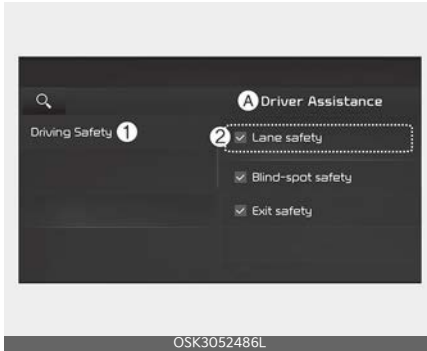 A Driver Assistance
Driving Safety 1
2 Lane safety
Blind-spot safety
Exit safety
OSK3052486L